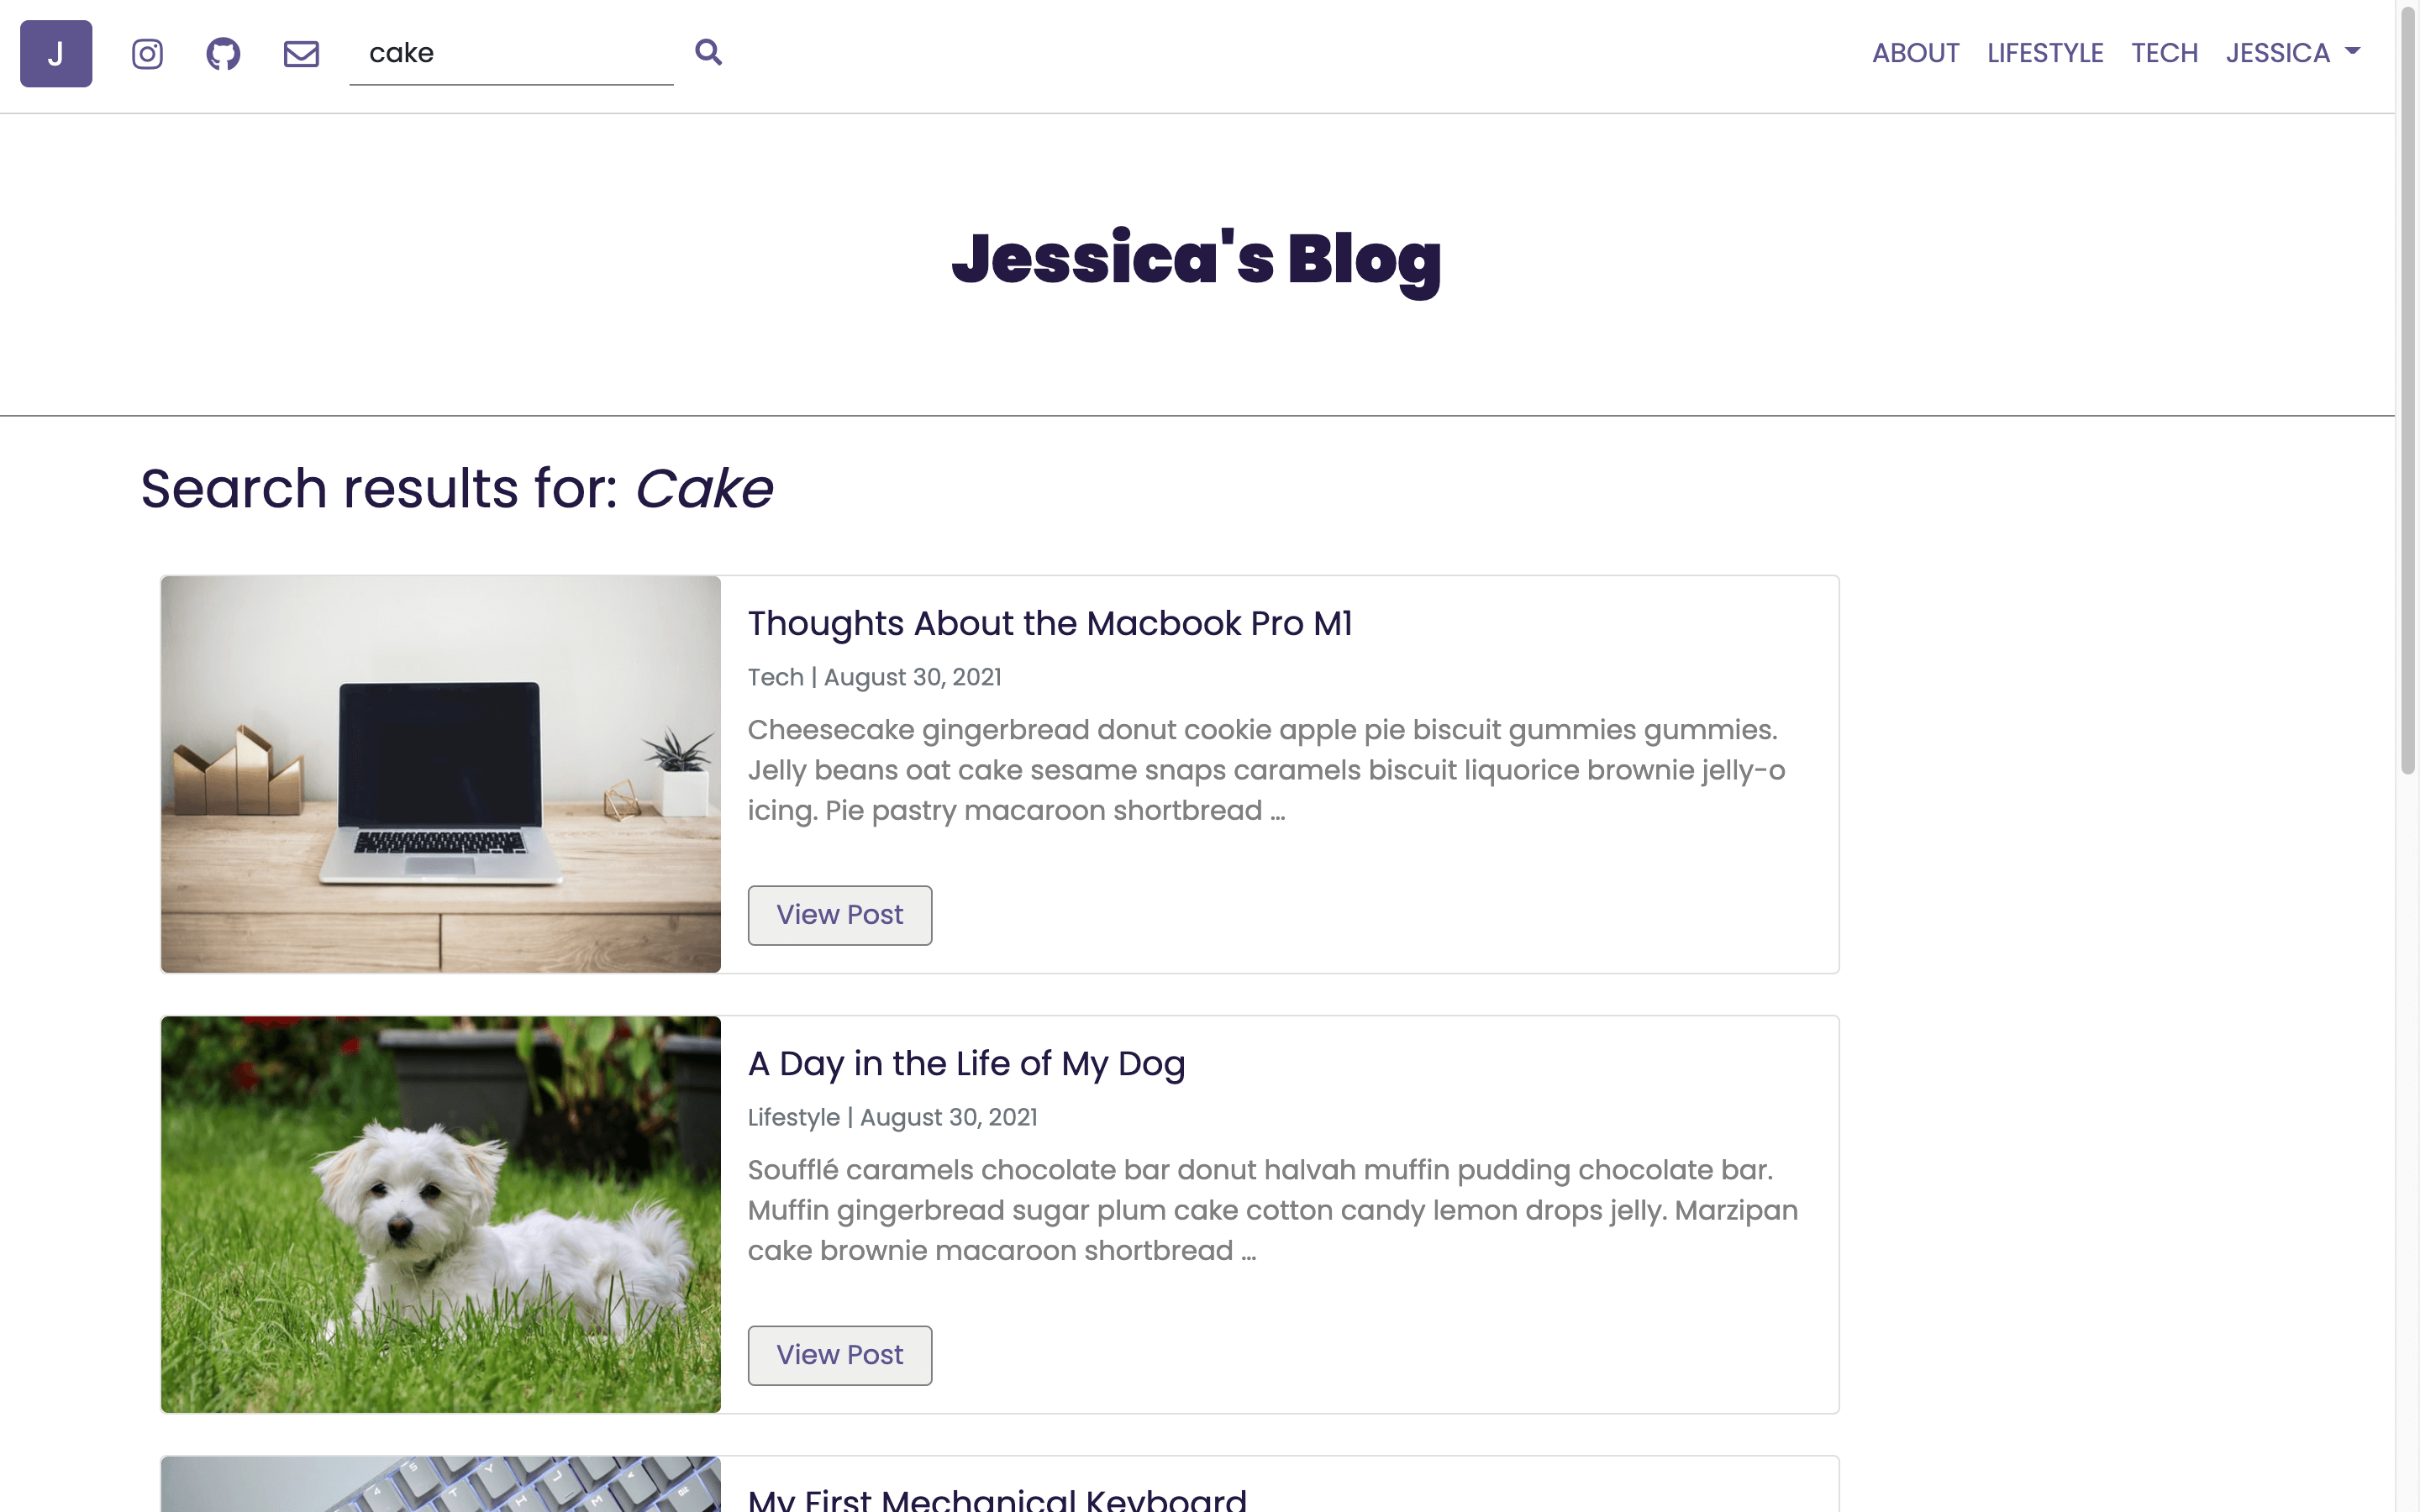 J
cake
ABOUT LIFESTYLE TECH JESSICA
Jessica's Blog
Search results for: Cake
Thoughts About the Macbook Pro M1
Tech | August 30, 2021
Cheesecake gingerbread donut cookie apple pie biscuit gummies gummies.
Jelly beans oat cake sesame snaps caramels biscuit liquorice brownie jelly-o
icing. Pie pastry macaroon shortbread ...
View Post
A Day in the Life of My Dog
Lifestyle | August 30, 2021
Soufflé caramels chocolate bar donut halvah muffin pudding chocolate bar.
Muffin gingerbread sugar plum cake cotton candy lemon drops jelly. Marzipan
cake brownie macaroon shortbread ...
View Post
My First Mechanical Keyboard